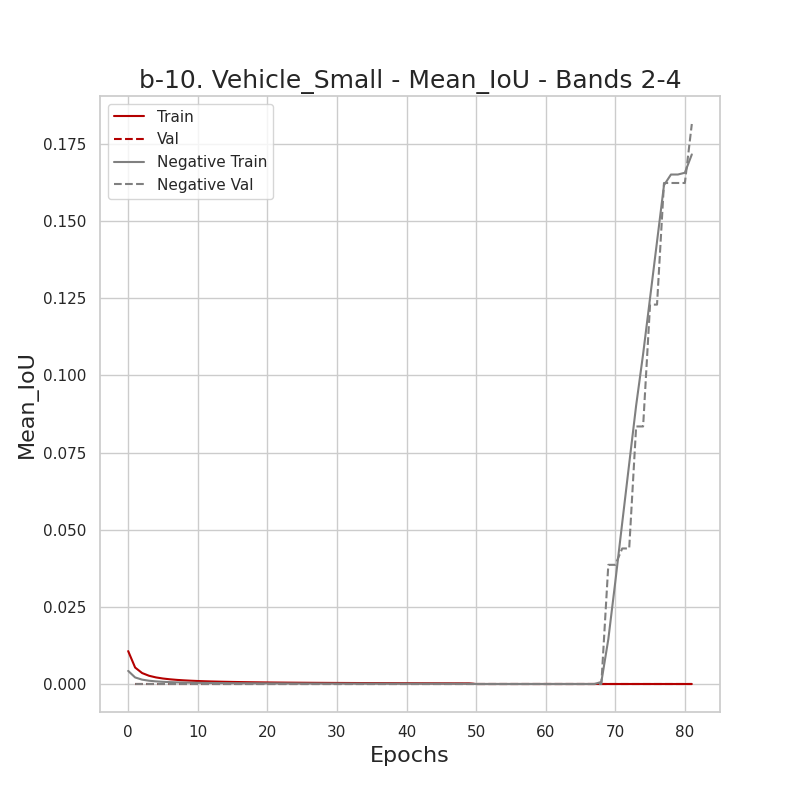 b-10. Vehicle_Small - Mean_IoU - Bands 2-4
Train
Val
Negative Train
Negative Val
0.175
0.150
0.125
0.100
0.075
0.050
0.025
0.000
Mean_IoU
0 10 20 30 40 50 60 70 80
Epochs